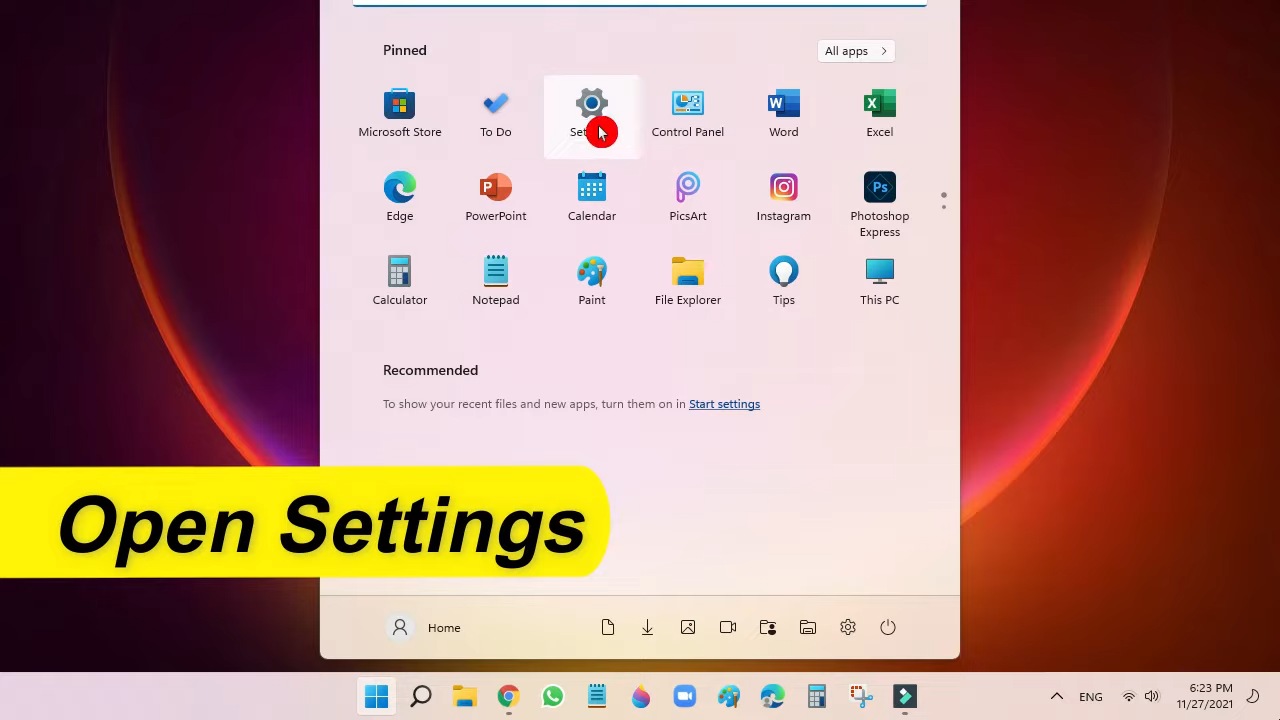 Pinned
All apps
Microsoft Store
To Do
Set
Control Panel
Word
Excel
Edge
PowerPoint
Calendar
PicsArt
Instagram
Photoshop
Express
Calculator
Notepad
Paint
File Explorer
Tips
This PC
Recommended
To show your recent files and new apps, turn them on in Start settings
Open Settings
Home
ENG
6:23 PM
11/27/2021